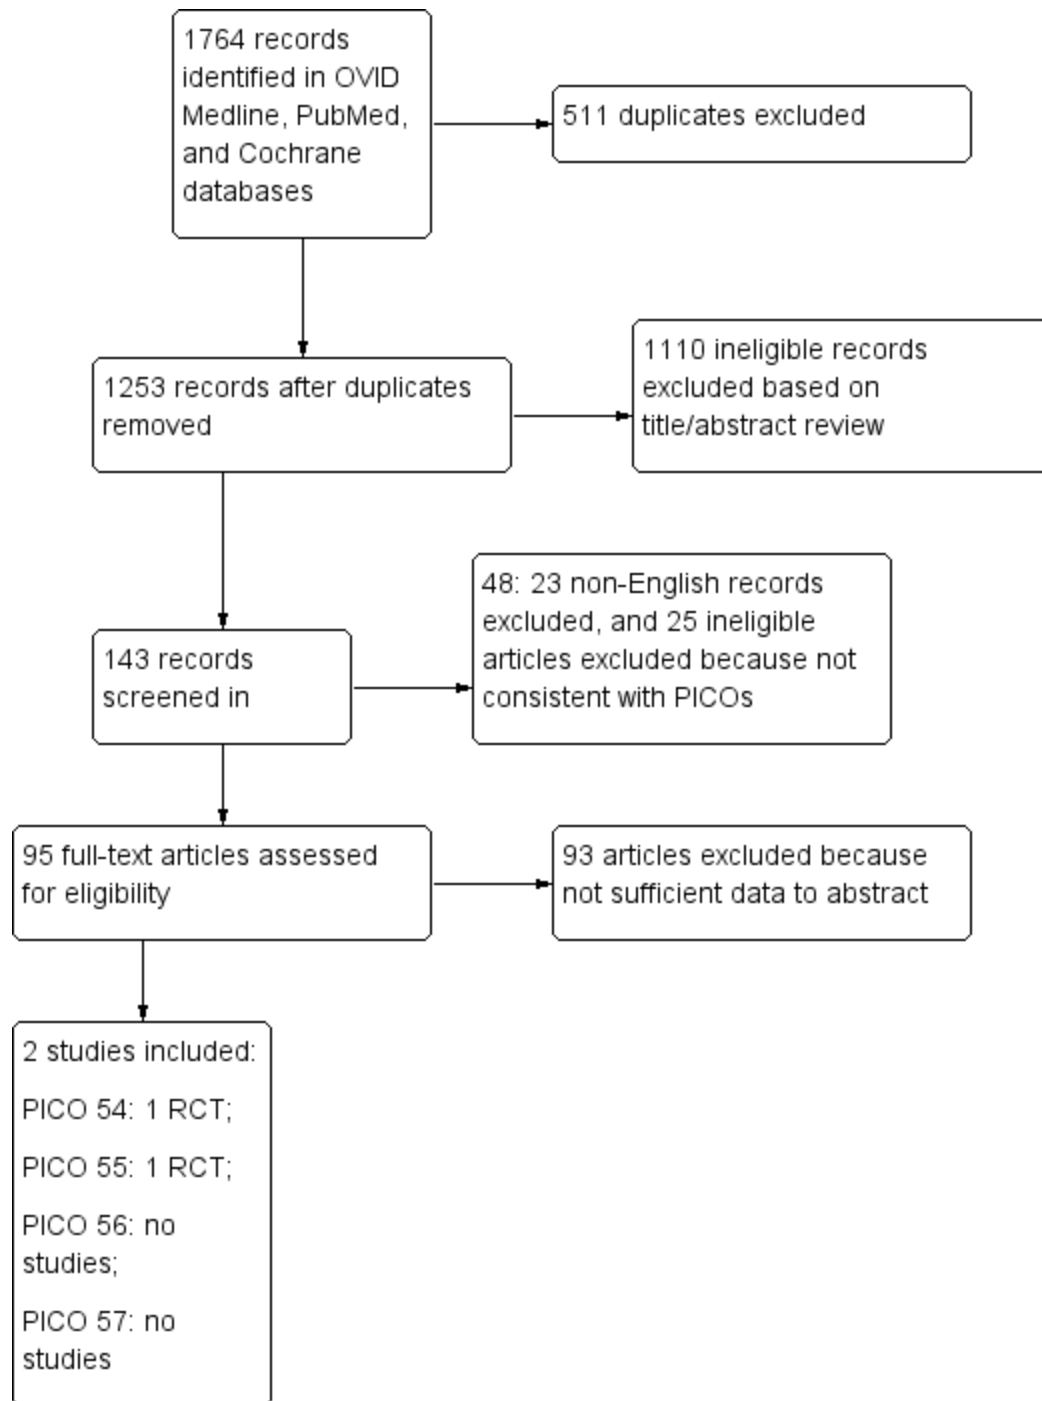 1764 records
identified in OVID
Medline, PubMed,
and Cochrane
databases
511 duplicates excluded
1253 records after duplicates
removed
1110 ineligible records
excluded based on
title/abstract review
143 records
screened in
48: 23 non-English records
excluded, and 25 ineligible
articles excluded because not
consistent with PICOs
95 full-text articles assessed
for eligibility
93 articles excluded because
not sufficient data to abstract
2 studies included:
PICO 54: 1 RCT;
PICO 55: 1 RCT;
PICO 56: no
studies;
PICO 57: no
studies